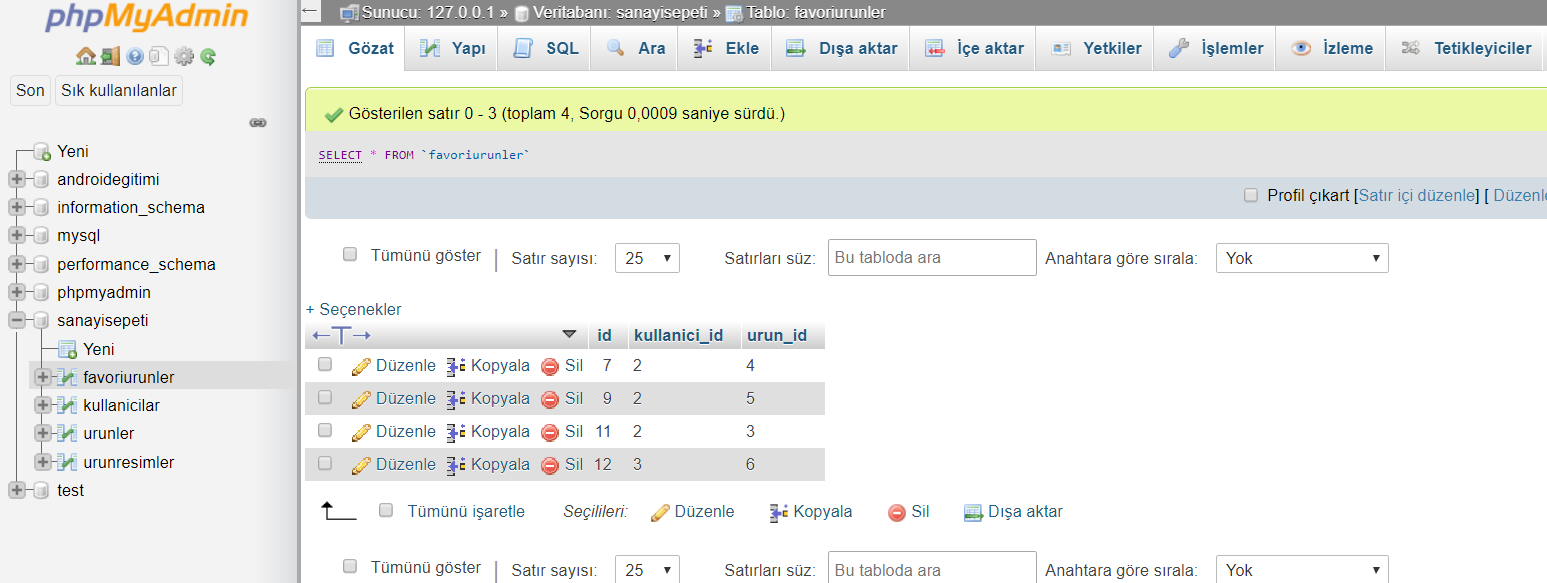 phpMyAdmin
Son Sık kullanılanlar
Yeni
androidegitimi
information_schema
mysql
performance_schema
phpmyadmin
sanayisepeti
Yeni
favoriurunler
kullanicilar
urunler
urunresimler
test
Sunucu: 127.0.0.1 » Veritabanı: sanayisepeti » Tablo: favoriurunler
Gözat Yapı SQL Ara Ekle Dışa aktar İçe aktar Yetkiler İşlemler İzleme Tetikleyiciler
Gösterilen satır 0 - 3 (toplam 4, Sorgu 0,0009 saniye sürdü.)
SELECT * FROM `favoriurunler`
Profil çıkart [Satır içi düzenle] [ Düzenle
Tümünü göster | Satır sayısı: 25 Satırları süz: Bu tabloda ara Anahtara göre sırala: Yok
+ Seçenekler
←T→ id kullanici_id urun_id
Düzenle Kopyala Sil 7 2 4
Düzenle Kopyala Sil 9 2 5
Düzenle Kopyala Sil 11 2 3
Düzenle Kopyala Sil 12 3 6
Tümünü işaretle Seçilileri: Düzenle Kopyala Sil Dışa aktar
Tümünü göster | Satır sayısı: 25 Satırları süz: Bu tabloda ara Anahtara göre sırala: Yok